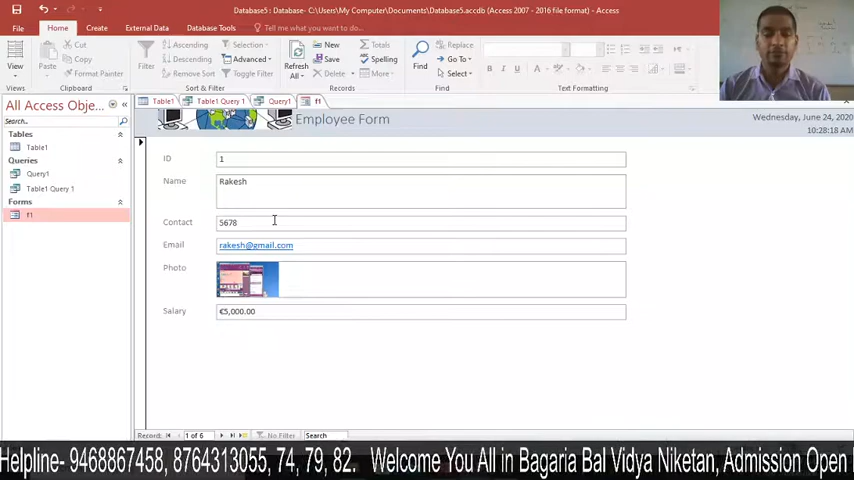 Database5 : Database- C:\Users\My Computer\Documents\Database5.accdb (Access 2007 - 2016 file format) - Access
File Home Create External Data Database Tools Tell me what you want to do...
View
Views
Paste
Cut
Copy
Format Painter
Clipboard
Filter
Ascending
Descending
Remove Sort
Selection
Advanced
Toggle Filter
Sort & Filter
Refresh
All
New
Save
Delete
Totals
Spelling
More
Records
Find
Replace
Go To
Select
Find
B I U
Text Formatting
All Access Obje...
Search...
Tables
Table1
Queries
Query1
Table1 Query 1
Forms
f1
Table1 Table1 Query 1 Query1 f1
Employee Form
Wednesday, June 24, 2020
10:28:18 AM
ID 1
Name Rakesh
Contact 5678
Email rakesh@gmail.com
Photo
Salary €5,000.00
Record: 1 of 6 No Filter Search
Helpline- 9468867458, 8764313055, 74, 79, 82. Welcome You All in Bagaria Bal Vidya Niketan, Admission Open